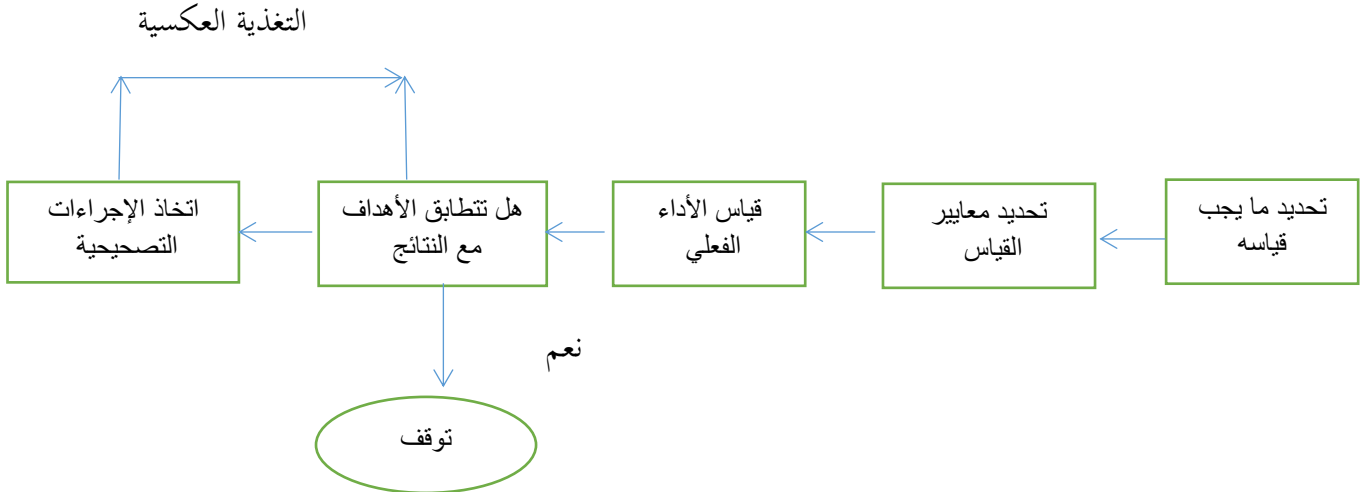 التغذية العكسية
تحديد ما يجب
قياسه
تحديد معايير
القياس
قياس الأداء
الفعلي
هل تتطابق الأهداف
مع النتائج
اتخاذ الإجراءات
التصحيحية
نعم
توقف